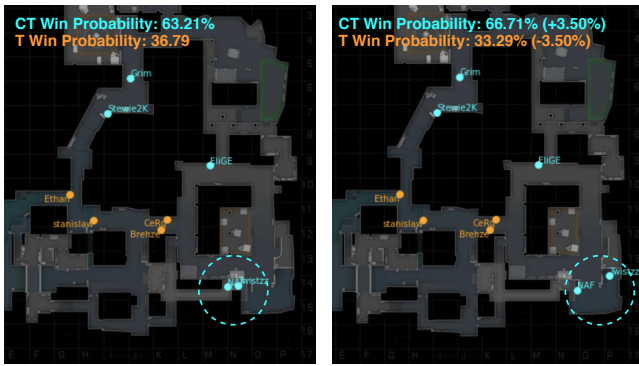 CT Win Probability: 63.21%
T Win Probability: 36.79
Grim
Stewie2K
EliGE
Ethan
stanislaw
CeRq
Brehze
NAF
Twistzz
E F G H I J K L M N O P
CT Win Probability: 66.71% (+3.50%)
T Win Probability: 33.29% (-3.50%)
Grim
Stewie2K
EliGE
Ethan
stanislaw
CeRq
Brehze
NAF
Twistzz
E F G H I J K L M N O P